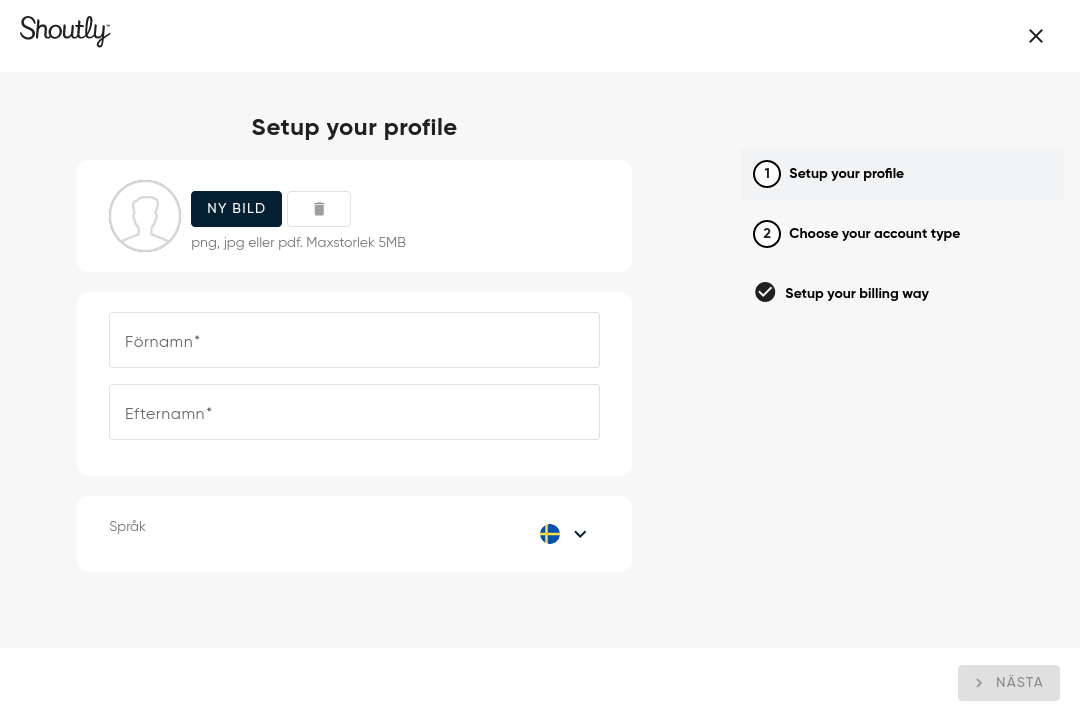 Shoutly™
Setup your profile
NY BILD
png, jpg eller pdf. Maxstorlek 5MB
Förnamn*
Efternamn*
Språk
1 Setup your profile
2 Choose your account type
Setup your billing way
NÄSTA